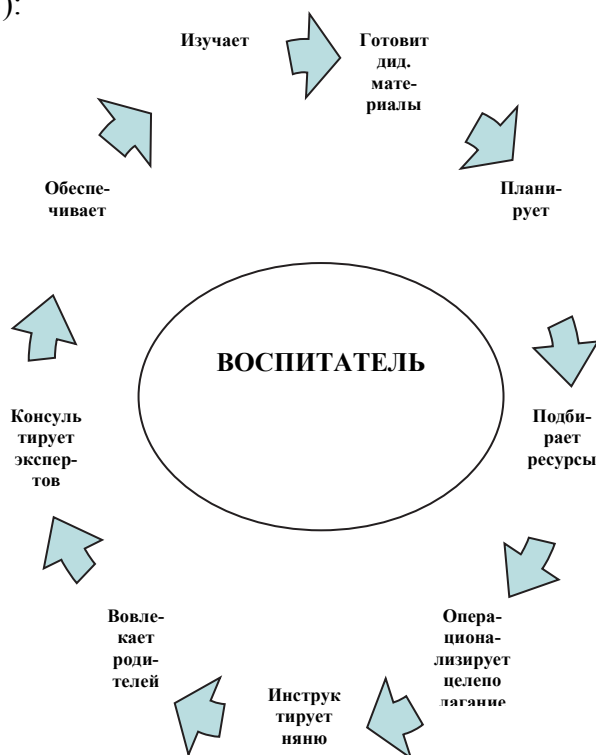 ):
Изучает
Готовит
дид.
мате-
риалы
Плани-
рует
Подби-
рает
ресурсы
Опера-
циона-
лизирует
целепо
лагание
Инструк
тирует
няню
Вовле-
кает
роди-
телей
Консуль
тирует
экспер-
тов
Обеспе-
чивает
ВОСПИТАТЕЛЬ